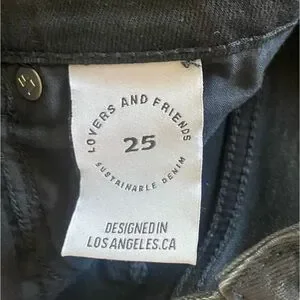 LOVERS AND FRIENDS
25
SUSTAINABLE DENIM
DESIGNED IN
LOS ANGELES.CA